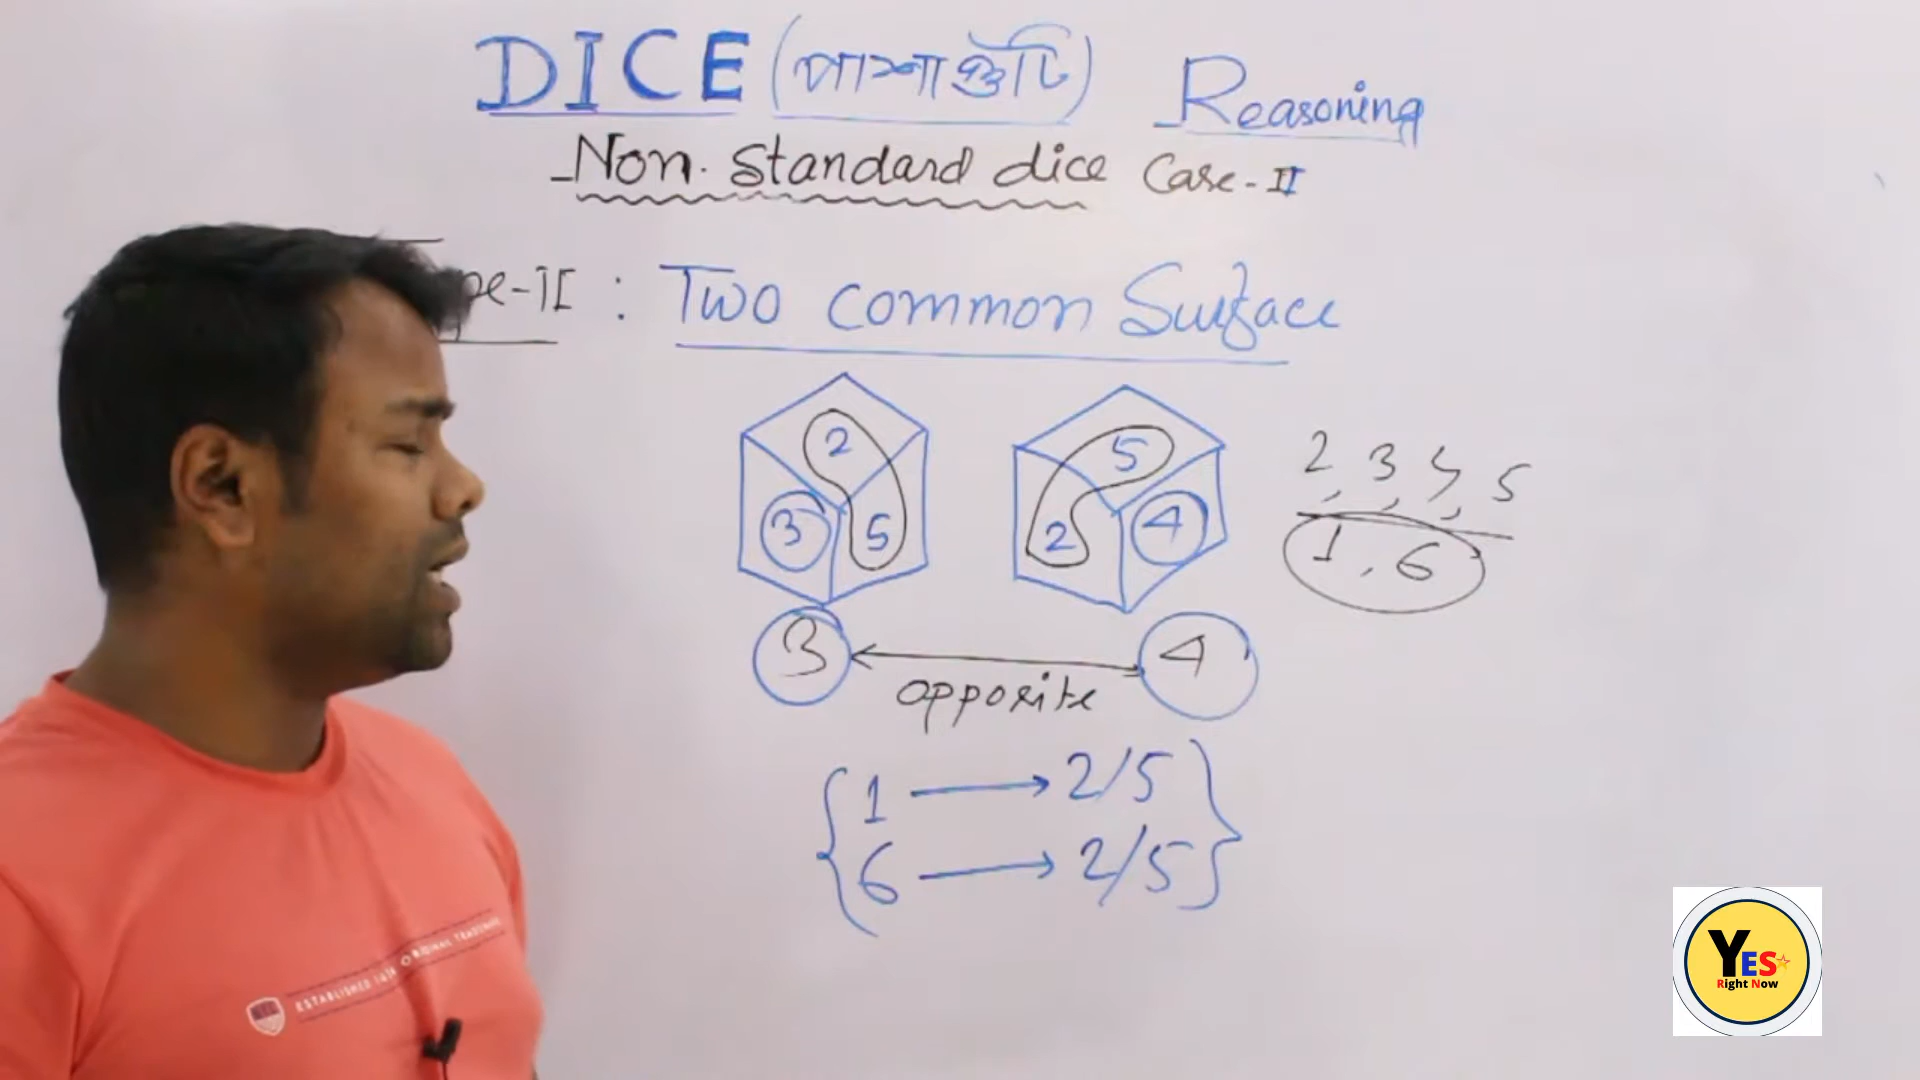 DICE (পাশাগুটি) Reasoning
Non. Standard dice Case-II
pe-II : Two common Surface
2 3 5
5 2 4
2, 3, 4, 5
1, 6
3 4
opposite
1 → 2/5
6 → 2/5
ESTABLISHED ORIGINAL
YES
Right Now